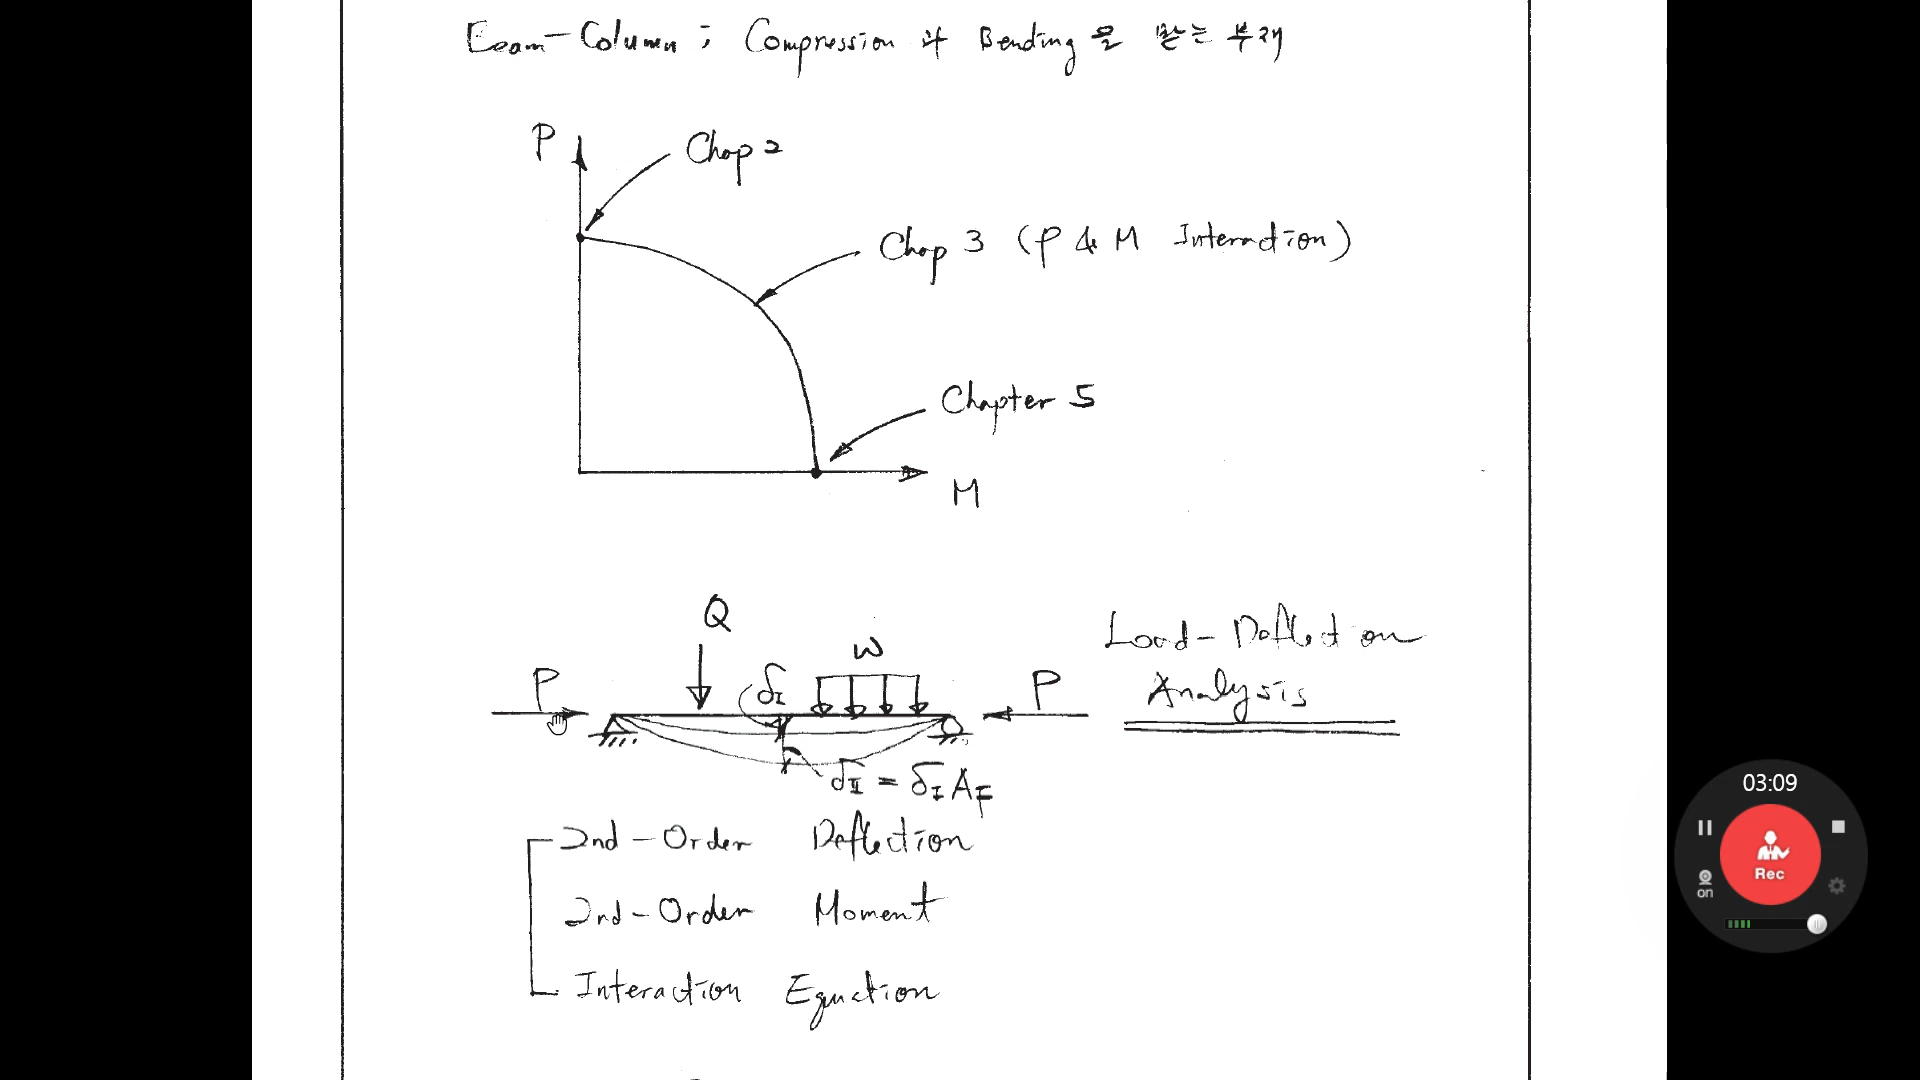 Beam-Column ; Compression 과 Bending 을 받는 부재
P
Chap 2
Chap 3 (P & M Interaction)
Chapter 5
M
Q
W
Load-Deflection
P
δI
P
Analysis
δII = δI AF
2nd-Order Deflection
2nd-Order Moment
Interaction Equation
03:09
Rec
on